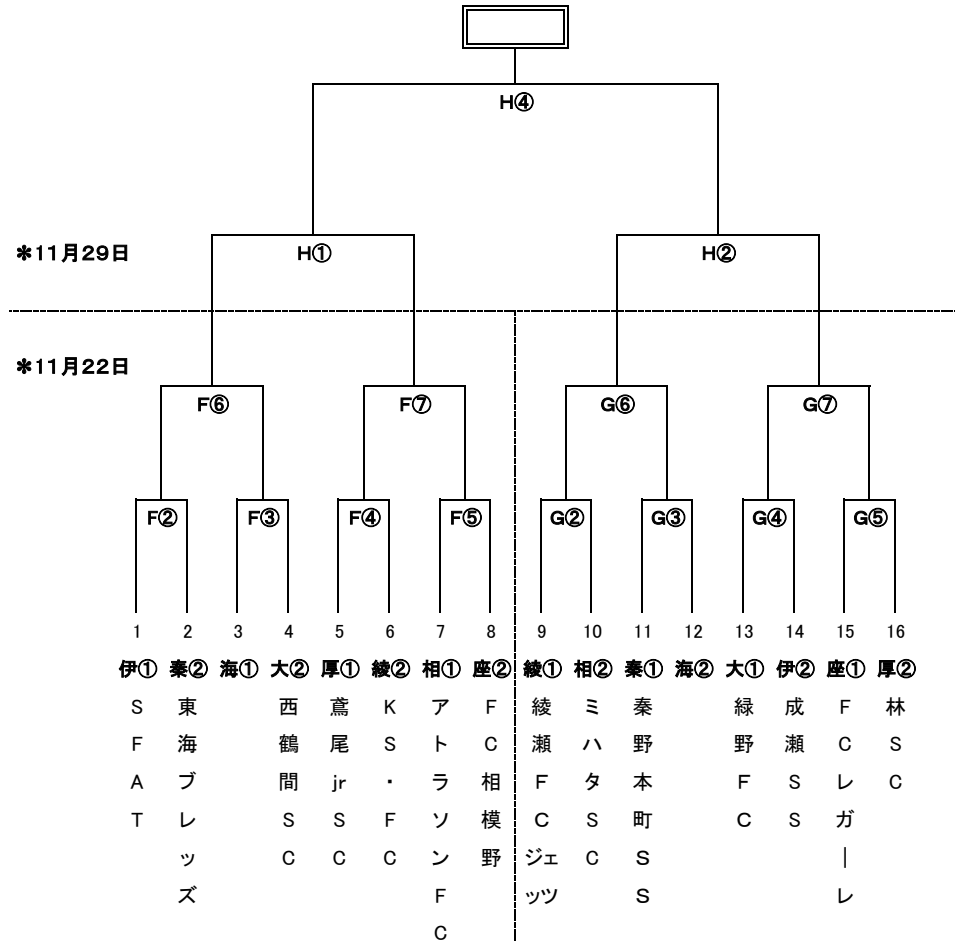 H④
＊11月29日
H①
H②
＊11月22日
F⑥
F⑦
G⑥
G⑦
F②
F③
F④
F⑤
G②
G③
G④
G⑤
1 2 3 4 5 6 7 8 9 10 11 12 13 14 15 16
伊① 秦② 海① 大② 厚① 綾② 相① 座② 綾① 相② 秦① 海② 大① 伊② 座① 厚②
SFAT
東海ブレッズ
西鶴間SC
鳶尾jrSC
KS・FC
アトラソンFC
FC相模野
綾瀬FCジェッツ
ミハタSC
秦野本町SS
緑野FC
成瀬SS
FCレガーレ
林SC